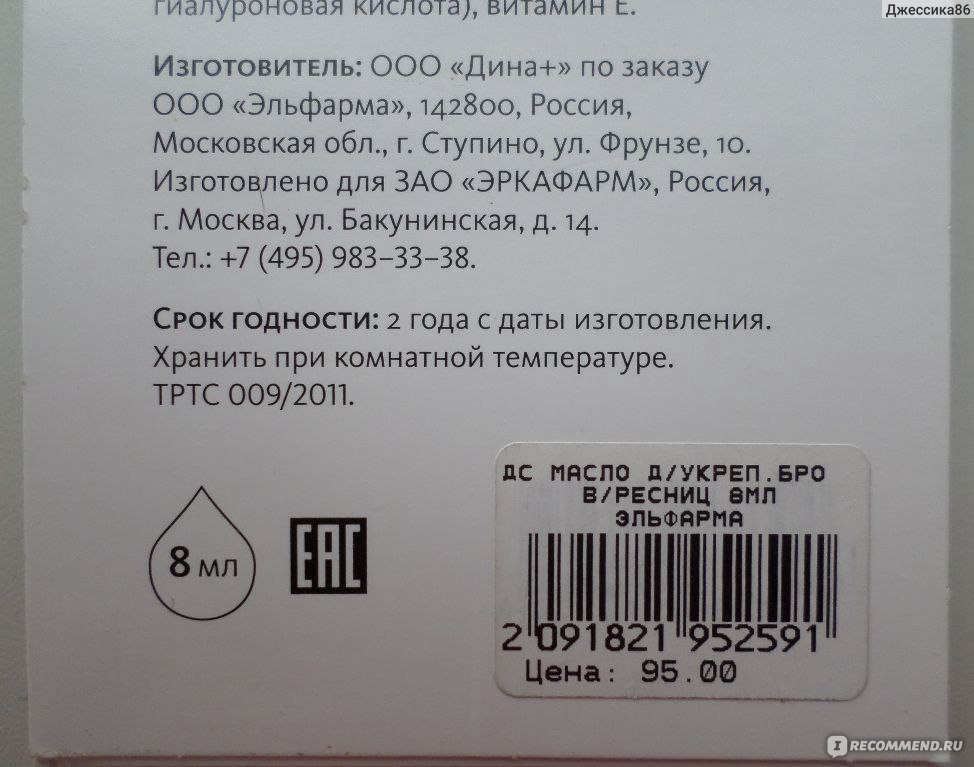 Джессика86
гиалуроновая кислота), витамин Е.
Изготовитель: ООО «Дина+» по заказу
ООО «Эльфарма», 142800, Россия,
Московская обл., г. Ступино, ул. Фрунзе, 10.
Изготовлено для ЗАО «ЭРКАФАРМ», Россия,
г. Москва, ул. Бакунинская, д. 14.
Тел.: +7 (495) 983–33–38.
Срок годности: 2 года с даты изготовления.
Хранить при комнатной температуре.
ТРТС 009/2011.
8 мл
EAC
ДС МАСЛО Д/УКРЕП.БРО
В/РЕСНИЦ 8МЛ
ЭЛЬФАРМА
2 091821 952591
Цена: 95.00
I RECOMMEND.RU